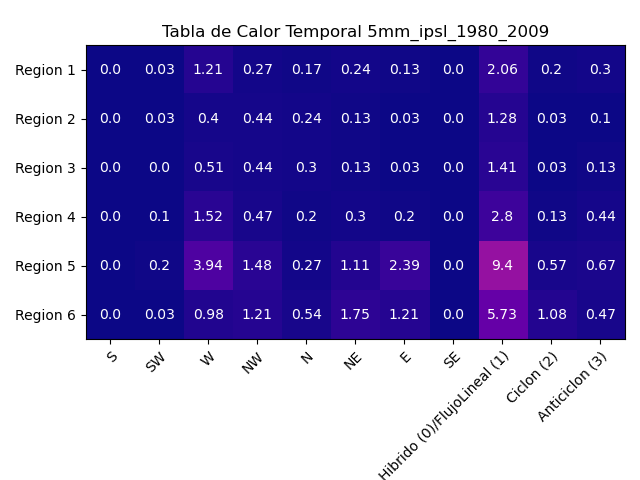 Tabla de Calor Temporal 5mm_ipsl_1980_2009
Region 1 0.0 0.03 1.21 0.27 0.17 0.24 0.13 0.0 2.06 0.2 0.3
Region 2 0.0 0.03 0.4 0.44 0.24 0.13 0.03 0.0 1.28 0.03 0.1
Region 3 0.0 0.0 0.51 0.44 0.3 0.13 0.03 0.0 1.41 0.03 0.13
Region 4 0.0 0.1 1.52 0.47 0.2 0.3 0.2 0.0 2.8 0.13 0.44
Region 5 0.0 0.2 3.94 1.48 0.27 1.11 2.39 0.0 9.4 0.57 0.67
Region 6 0.0 0.03 0.98 1.21 0.54 1.75 1.21 0.0 5.73 1.08 0.47
S SW W NW N NE E SE Hibrido (0)/FlujoLineal (1) Ciclon (2) Anticiclon (3)